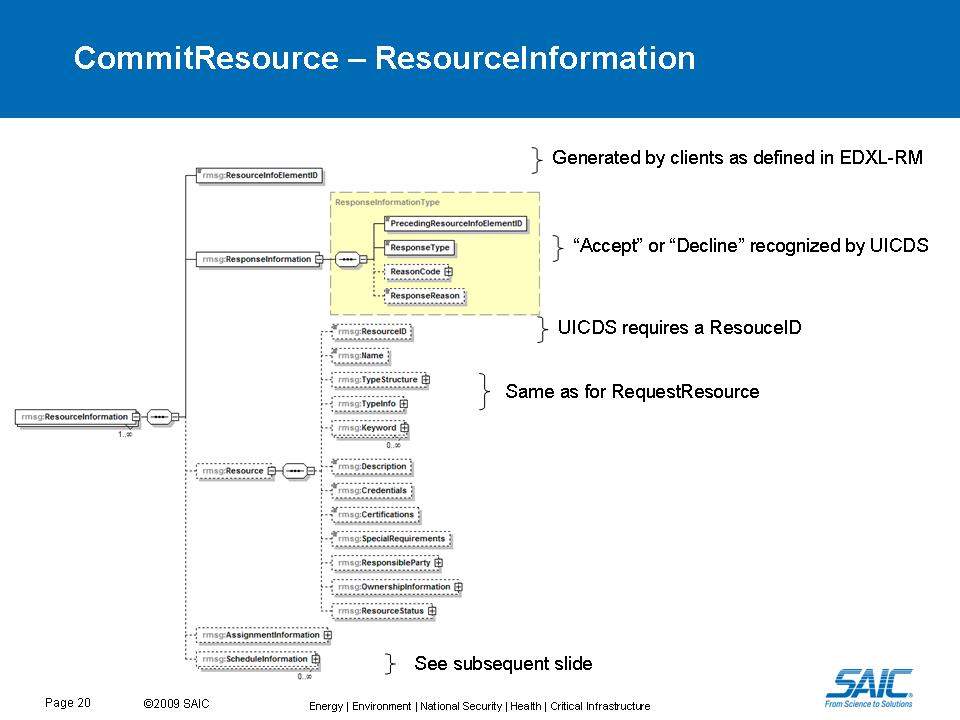 CommitResource – ResourceInformation
Generated by clients as defined in EDXL-RM
rmsg:ResourceInfoElementID
ResponseInformationType
PrecedingResourceInfoElementID
“Accept” or “Decline” recognized by UICDS
ResponseType
rmsg:ResponseInformation
ReasonCode
ResponseReason
UICDS requires a ResouceID
rmsg:ResourceID
rmsg:Name
rmsg:TypeStructure
Same as for RequestResource
rmsg:TypeInfo
rmsg:ResourceInformation
1..∞
rmsg:Keyword
0..∞
rmsg:Resource
rmsg:Description
rmsg:Credentials
rmsg:Certifications
rmsg:SpecialRequirements
rmsg:ResponsibleParty
rmsg:OwnershipInformation
rmsg:ResourceStatus
rmsg:AssignmentInformation
rmsg:ScheduleInformation
0..∞
See subsequent slide
SAIC
From Science to Solutions
Page 20
©2009 SAIC
Energy | Environment | National Security | Health | Critical Infrastructure